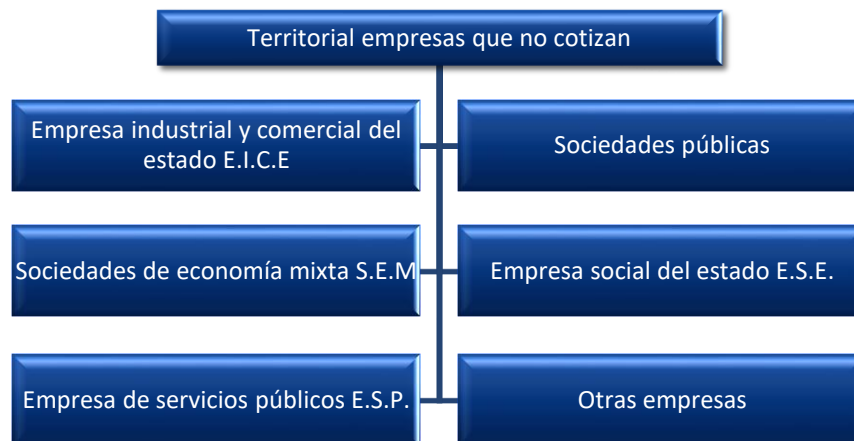 Territorial empresas que no cotizan
Empresa industrial y comercial del
estado E.I.C.E
Sociedades públicas
Sociedades de economía mixta S.E.M
Empresa social del estado E.S.E.
Empresa de servicios públicos E.S.P.
Otras empresas